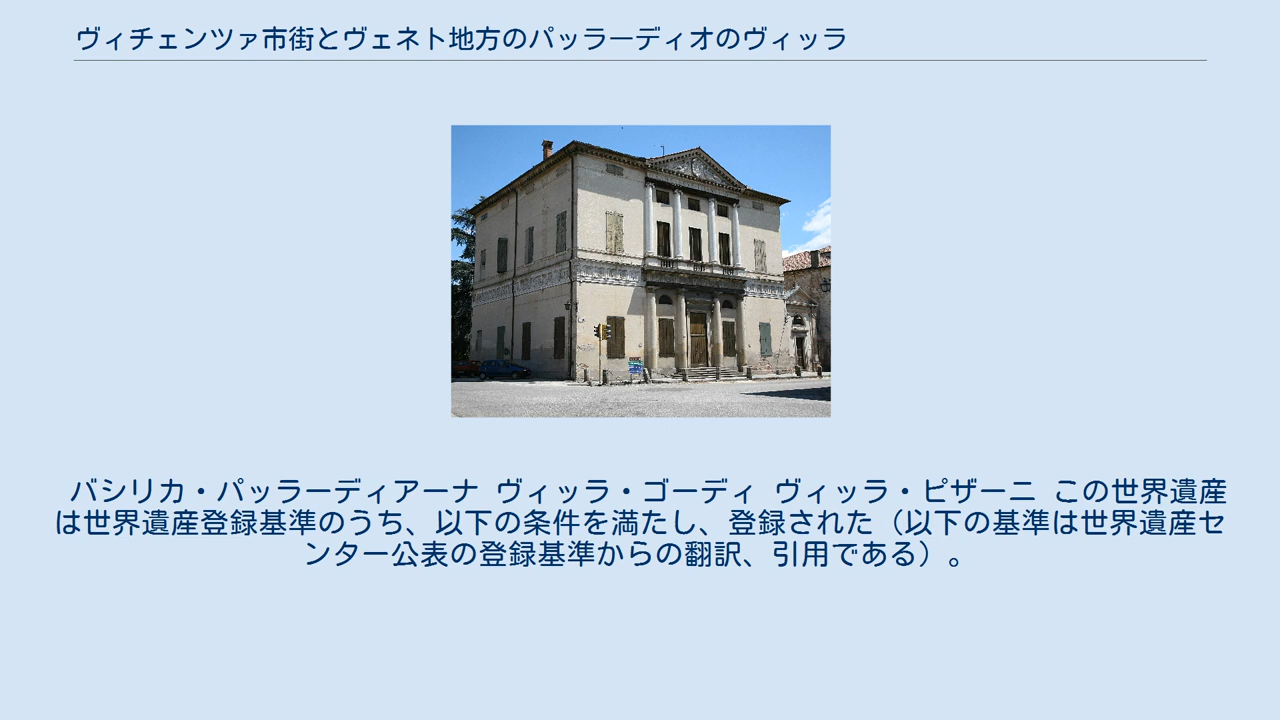 ヴィチェンツァ市街とヴェネト地方のパッラーディオのヴィッラ
バシリカ・パッラーディアーナ ヴィッラ・ゴーディ ヴィッラ・ピザーニ この世界遺産
は世界遺産登録基準のうち、以下の条件を満たし、登録された（以下の基準は世界遺産セ
ンター公表の登録基準からの翻訳、引用である）。